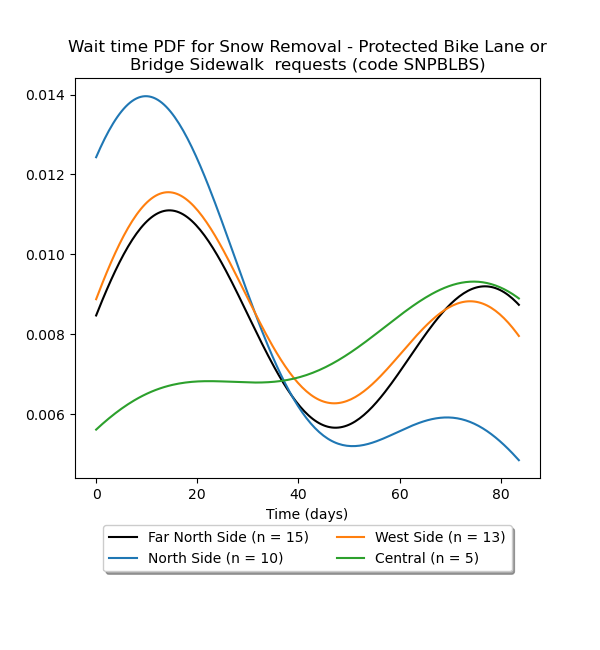 Wait time PDF for Snow Removal - Protected Bike Lane or
Bridge Sidewalk  requests (code SNPBLBS)
0.014
0.012
0.010
0.008
0.006
0 20 40 60 80
Time (days)
Far North Side (n = 15) West Side (n = 13)
North Side (n = 10) Central (n = 5)